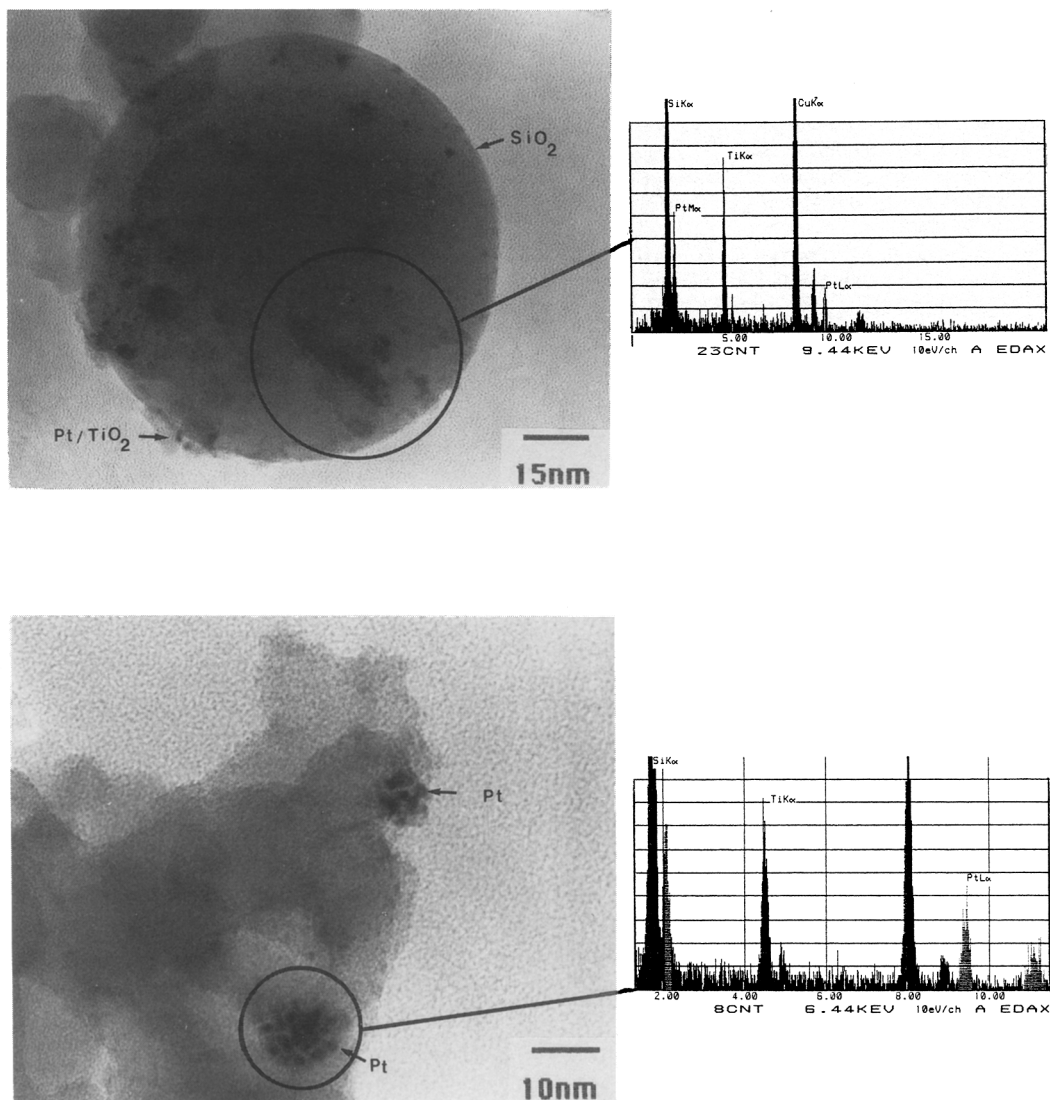 SiO2
Pt/TiO2
15nm
SiKα
CuKα
TiKα
PtMα
PtLα
5.00 10.00 15.00
23CNT 9.44KEV 10eV/ch A EDAX
Pt
Pt
10nm
SiKα
TiKα
PtLα
2.00 4.00 6.00 8.00 10.00
8CNT 6.44KEV 10eV/ch A EDAX